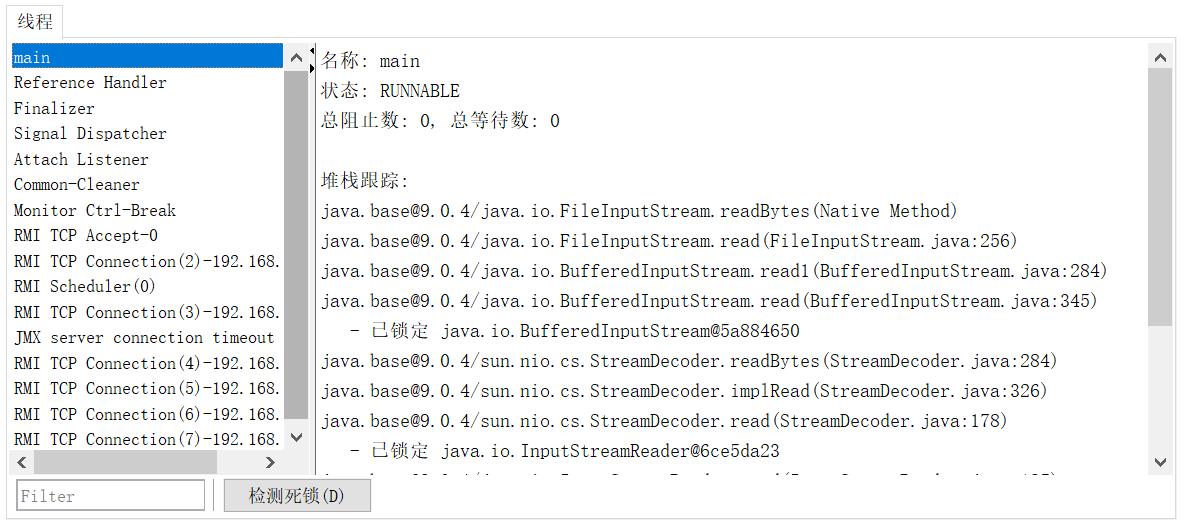 线程
main
Reference Handler
Finalizer
Signal Dispatcher
Attach Listener
Common-Cleaner
Monitor Ctrl-Break
RMI TCP Accept-0
RMI TCP Connection(2)-192.168.
RMI Scheduler(0)
RMI TCP Connection(3)-192.168.
JMX server connection timeout
RMI TCP Connection(4)-192.168.
RMI TCP Connection(5)-192.168.
RMI TCP Connection(6)-192.168.
RMI TCP Connection(7)-192.168.
名称: main
状态: RUNNABLE
总阻止数: 0, 总等待数: 0
堆栈跟踪:
java.base@9.0.4/java.io.FileInputStream.readBytes(Native Method)
java.base@9.0.4/java.io.FileInputStream.read(FileInputStream.java:256)
java.base@9.0.4/java.io.BufferedInputStream.read1(BufferedInputStream.java:284)
java.base@9.0.4/java.io.BufferedInputStream.read(BufferedInputStream.java:345)
- 已锁定 java.io.BufferedInputStream@5a884650
java.base@9.0.4/sun.nio.cs.StreamDecoder.readBytes(StreamDecoder.java:284)
java.base@9.0.4/sun.nio.cs.StreamDecoder.implRead(StreamDecoder.java:326)
java.base@9.0.4/sun.nio.cs.StreamDecoder.read(StreamDecoder.java:178)
- 已锁定 java.io.InputStreamReader@6ce5da23
Filter
检测死锁(D)